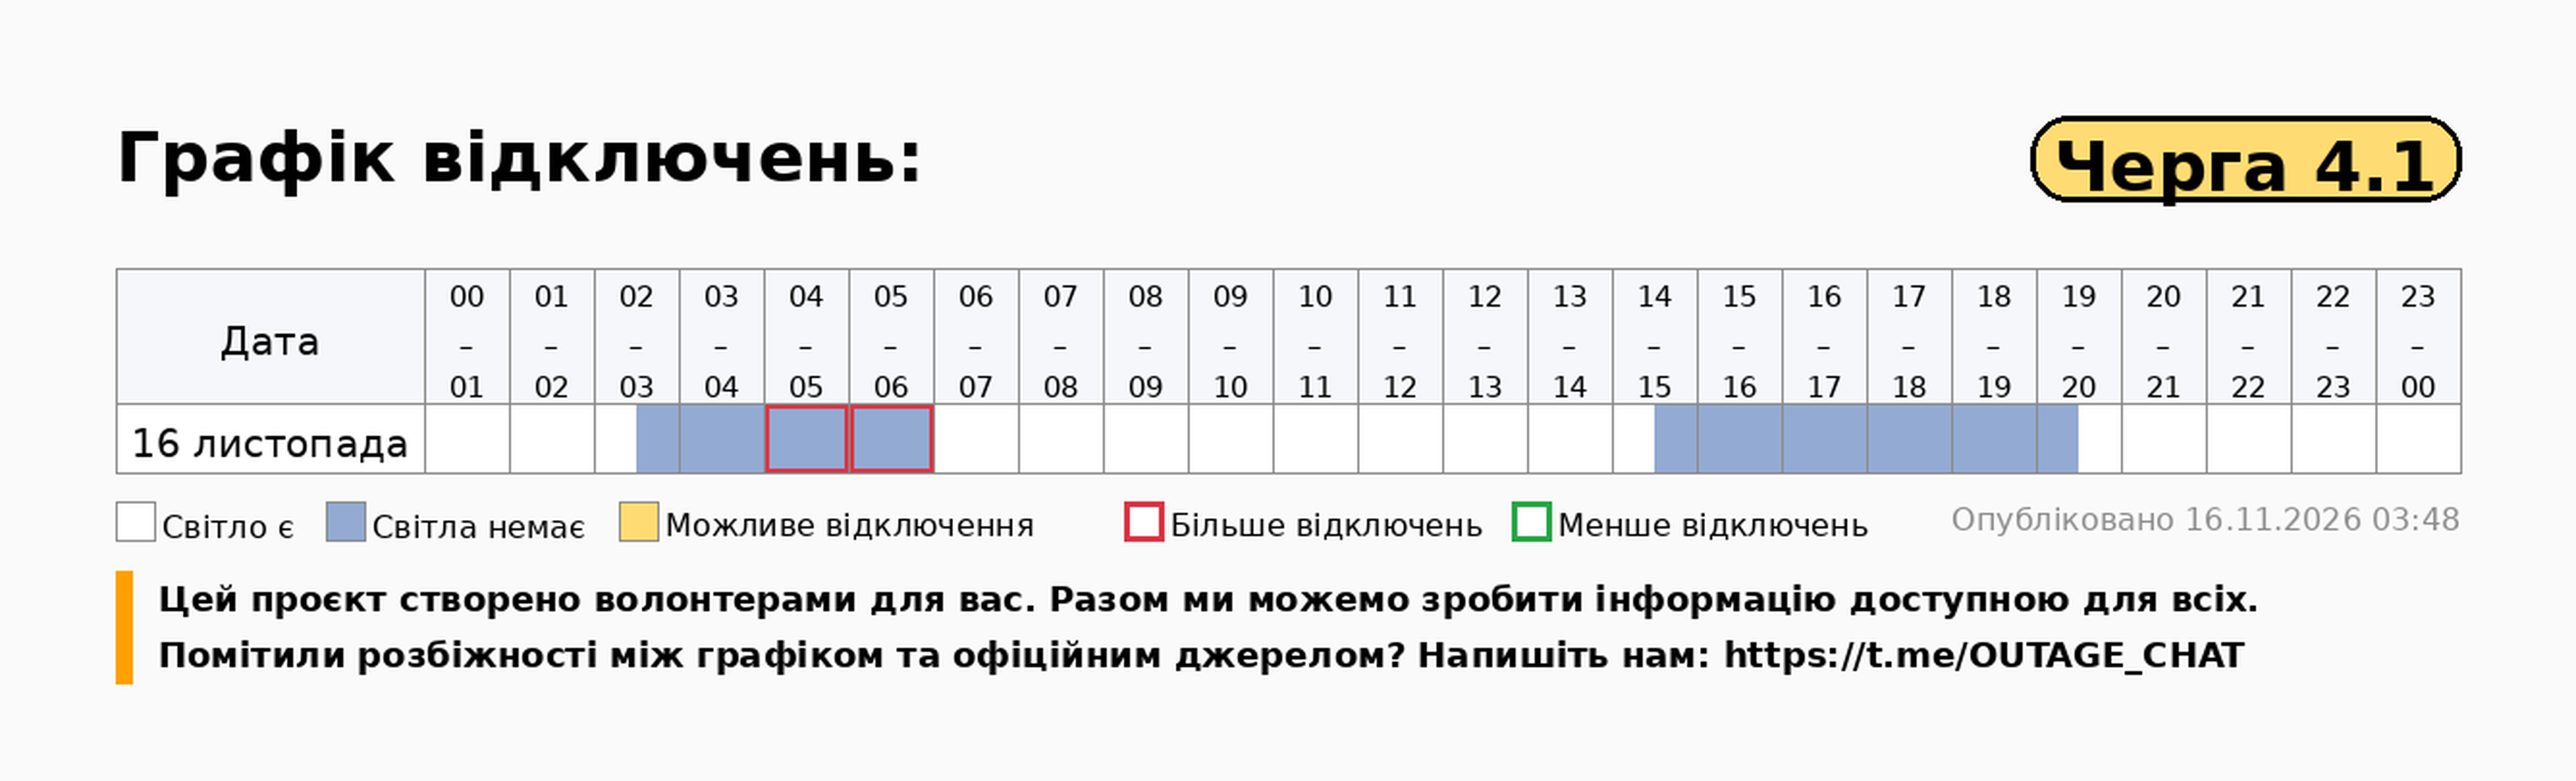 Графік відключень:
Черга 4.1
Дата
00 – 01
01 – 02
02 – 03
03 – 04
04 – 05
05 – 06
06 – 07
07 – 08
08 – 09
09 – 10
10 – 11
11 – 12
12 – 13
13 – 14
14 – 15
15 – 16
16 – 17
17 – 18
18 – 19
19 – 20
20 – 21
21 – 22
22 – 23
23 – 00
16 листопада
Світло є
Світла немає
Можливе відключення
Більше відключень
Менше відключень
Опубліковано 16.11.2026 03:48
Цей проєкт створено волонтерами для вас. Разом ми можемо зробити інформацію доступною для всіх.
Помітили розбіжності між графіком та офіційним джерелом? Напишіть нам: https://t.me/OUTAGE_CHAT